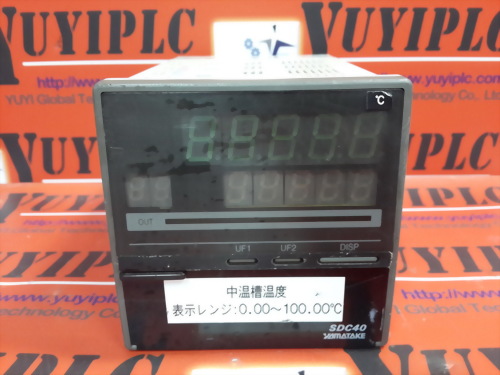 YUYIPLC
http://www.yuyiplc.com/
YUYI Global Technology Co., Ltd
℃
OUT
UF1 UF2 DISP
中温槽温度
表示レンジ:0.00～100.00℃
SDC40
YAMATAKE